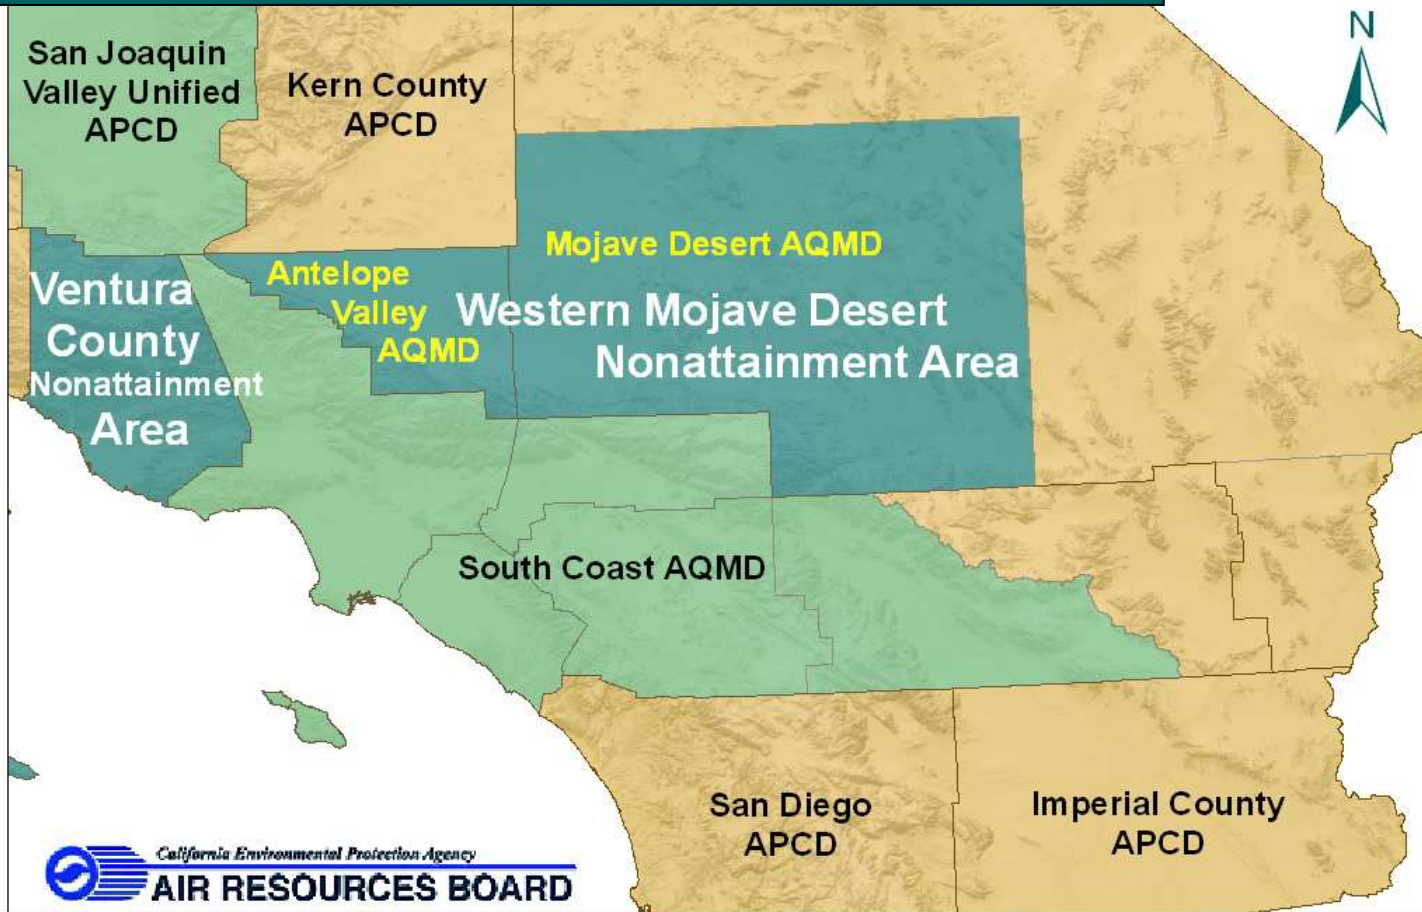 N
San Joaquin
Valley Unified
APCD
Kern County
APCD
Mojave Desert AQMD
Antelope
Valley
AQMD
Western Mojave Desert
Nonattainment Area
Ventura
County
Nonattainment
Area
South Coast AQMD
San Diego
APCD
Imperial County
APCD
California Environmental Protection Agency
AIR RESOURCES BOARD